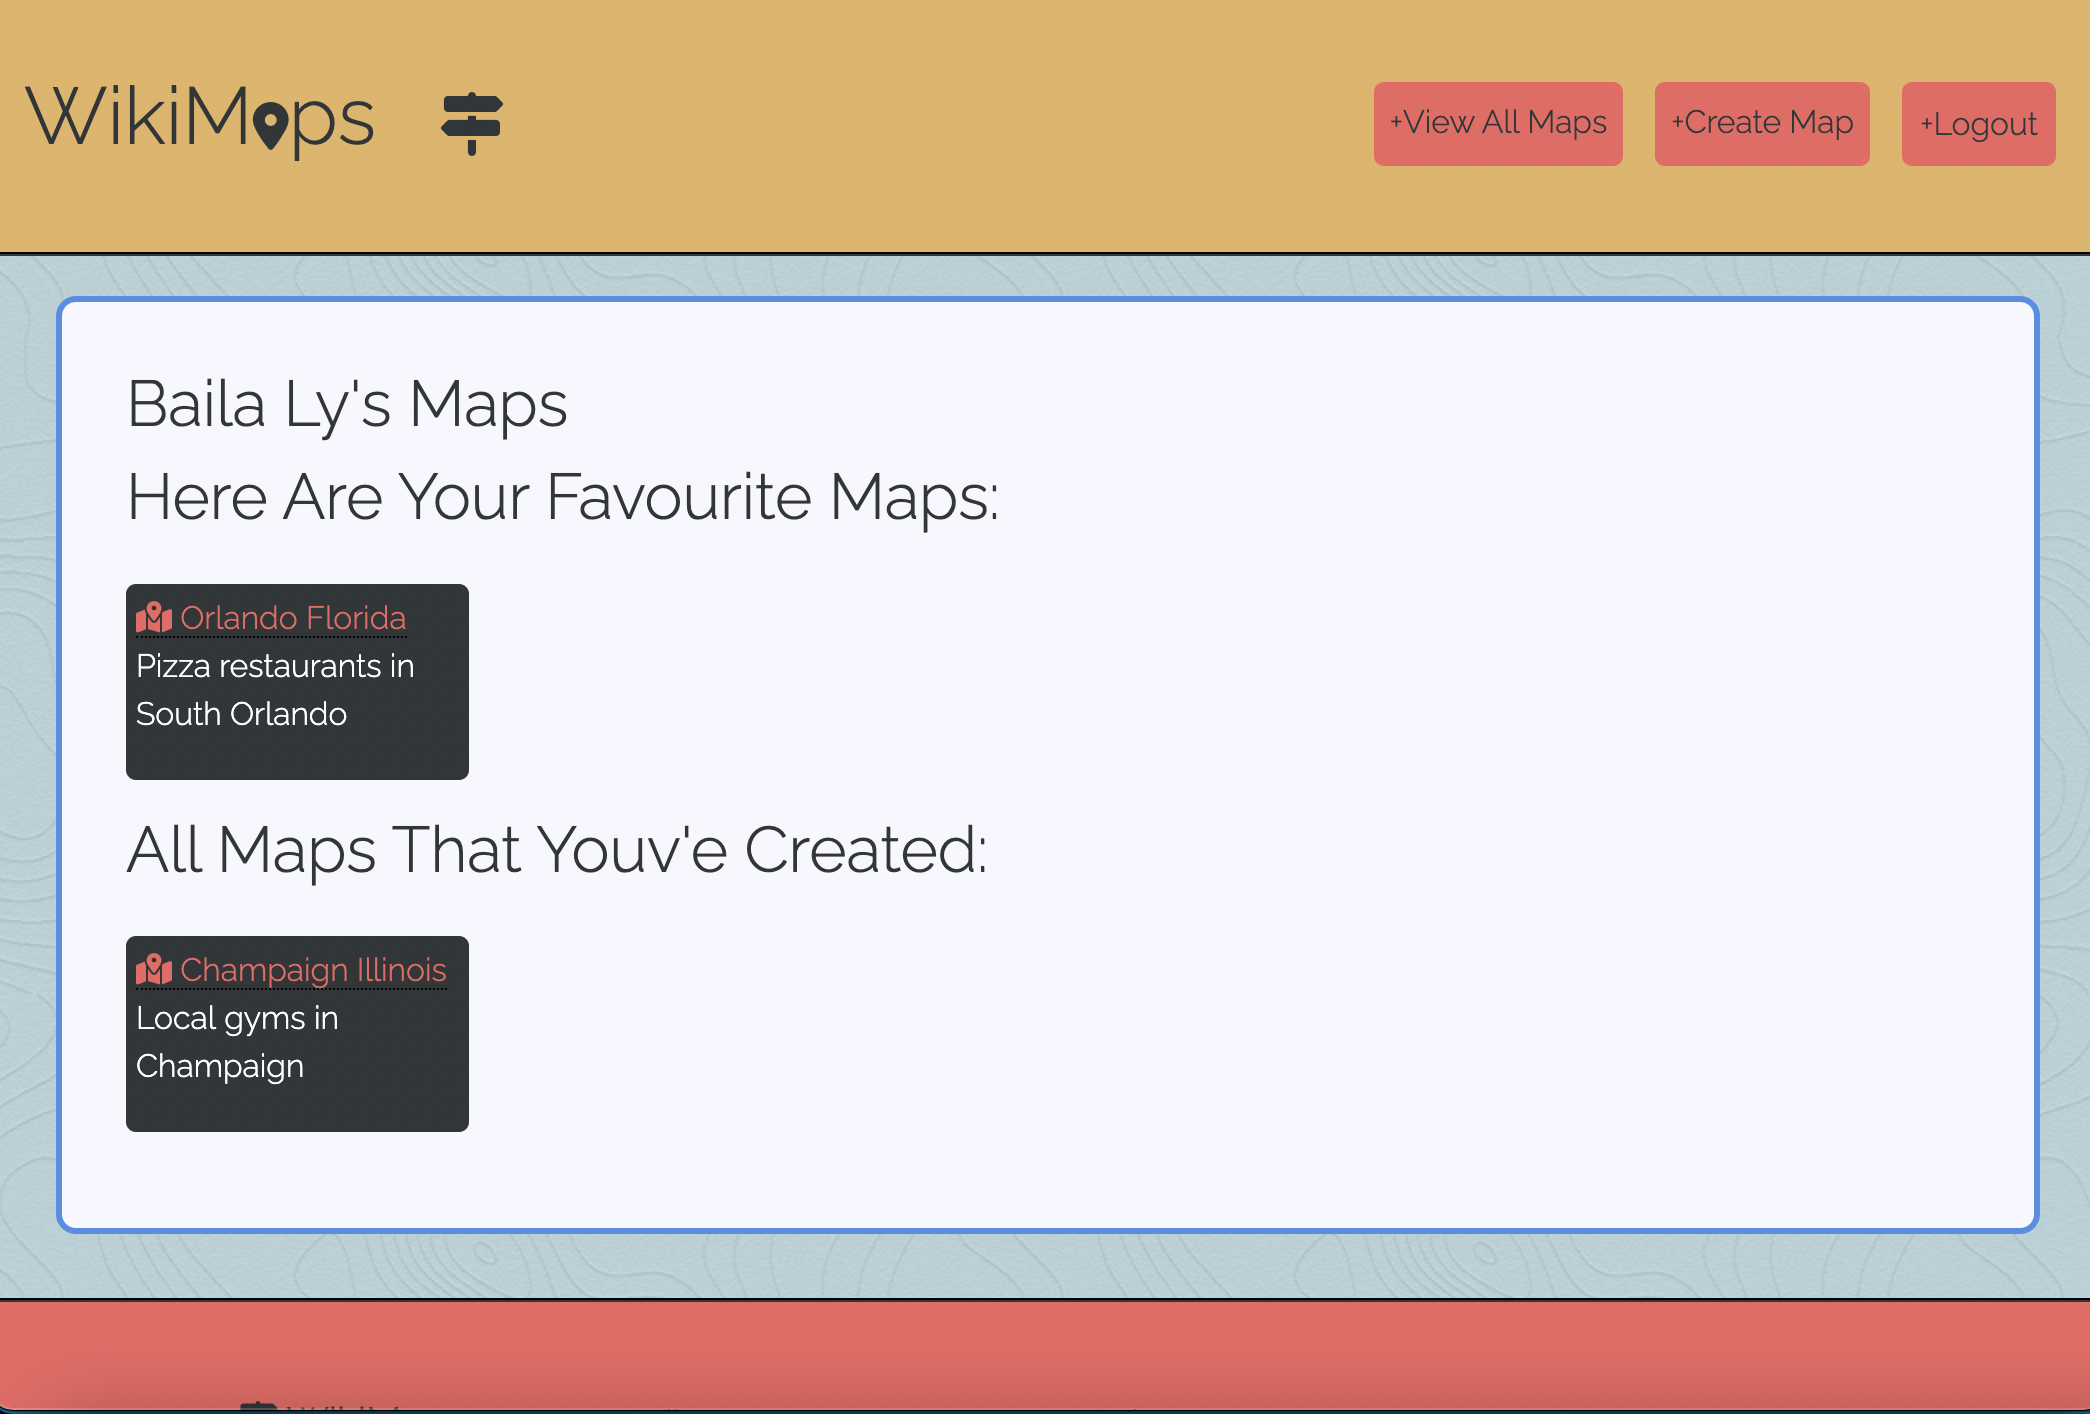 WikiMaps
+View All Maps
+Create Map
+Logout
Baila Ly's Maps
Here Are Your Favourite Maps:
Orlando Florida
Pizza restaurants in
South Orlando
All Maps That Youv'e Created:
Champaign Illinois
Local gyms in
Champaign